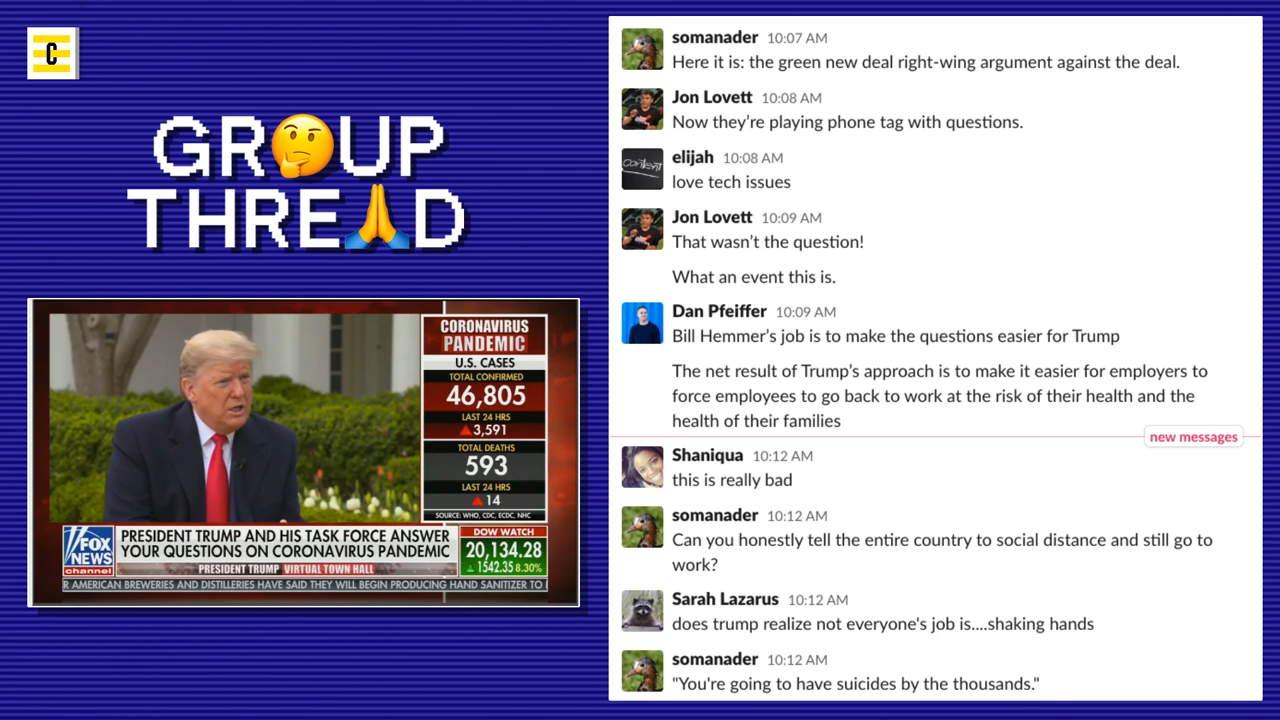 C
GR🤔UP
THRE🙏D
CORONAVIRUS
PANDEMIC
U.S. CASES
TOTAL CONFIRMED
46,805
LAST 24 HRS
▲3,591
TOTAL DEATHS
593
LAST 24 HRS
▲14
SOURCE: WHO, CDC, ECDC, NHC
FOX
NEWS
channel
PRESIDENT TRUMP AND HIS TASK FORCE ANSWER
YOUR QUESTIONS ON CORONAVIRUS PANDEMIC
PRESIDENT TRUMP VIRTUAL TOWN HALL
DOW WATCH
20,134.28
▲ 1542.35 8.30%
R AMERICAN BREWERIES AND DISTILLERIES HAVE SAID THEY WILL BEGIN PRODUCING HAND SANITIZER TO
somanader 10:07 AM
Here it is: the green new deal right-wing argument against the deal.
Jon Lovett 10:08 AM
Now they’re playing phone tag with questions.
content
elijah 10:08 AM
love tech issues
Jon Lovett 10:09 AM
That wasn’t the question!
What an event this is.
Dan Pfeiffer 10:09 AM
Bill Hemmer’s job is to make the questions easier for Trump
The net result of Trump’s approach is to make it easier for employers to
force employees to go back to work at the risk of their health and the
health of their families
new messages
Shaniqua 10:12 AM
this is really bad
somanader 10:12 AM
Can you honestly tell the entire country to social distance and still go to
work?
Sarah Lazarus 10:12 AM
does trump realize not everyone's job is....shaking hands
somanader 10:12 AM
"You're going to have suicides by the thousands."